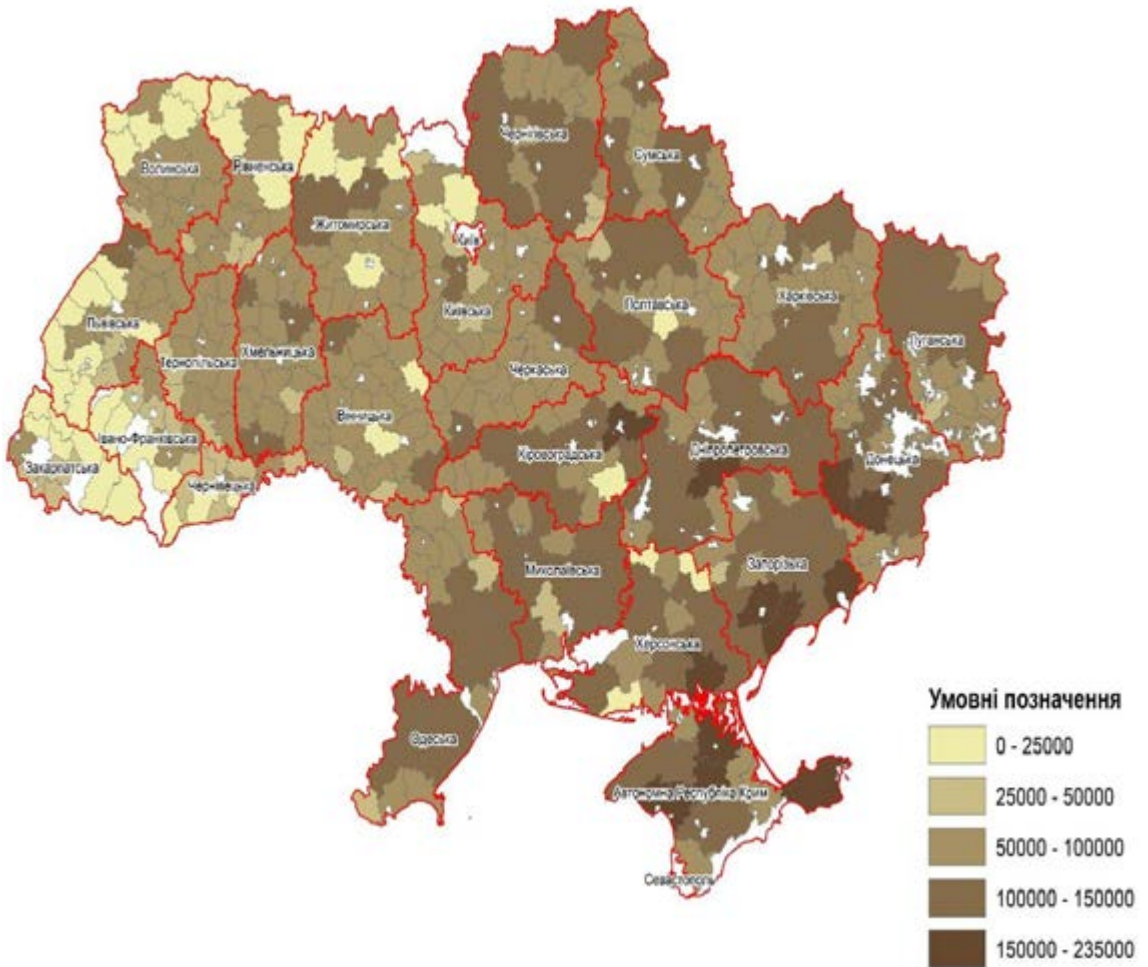 Чернігівська
Сумська
Волинська
Рівненська
Житомирська
Київ
Київська
Полтавська
Харківська
Луганська
Львівська
Тернопільська
Хмельницька
Черкаська
Вінницька
Івано-Франківська
Закарпатська
Чернівецька
Кіровоградська
Дніпропетровська
Донецька
Миколаївська
Запорізька
Херсонська
Одеська
Автономна Республіка Крим
Севастополь
Умовні позначення
0 - 25000
25000 - 50000
50000 - 100000
100000 - 150000
150000 - 235000